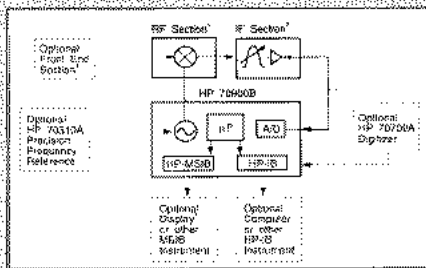 RF Section
IF Section
Optional
Front End
Section
HP 70900B
Optional
HP 70310A
Precision
Frequency
Reference
μP
A/D
Optional
HP 70700A
Digitizer
HP-MSIB
HP-IB
Optional
Display
or other
MSIB
Instrument
Optional
Computer
or other
HP-IB
Instrument